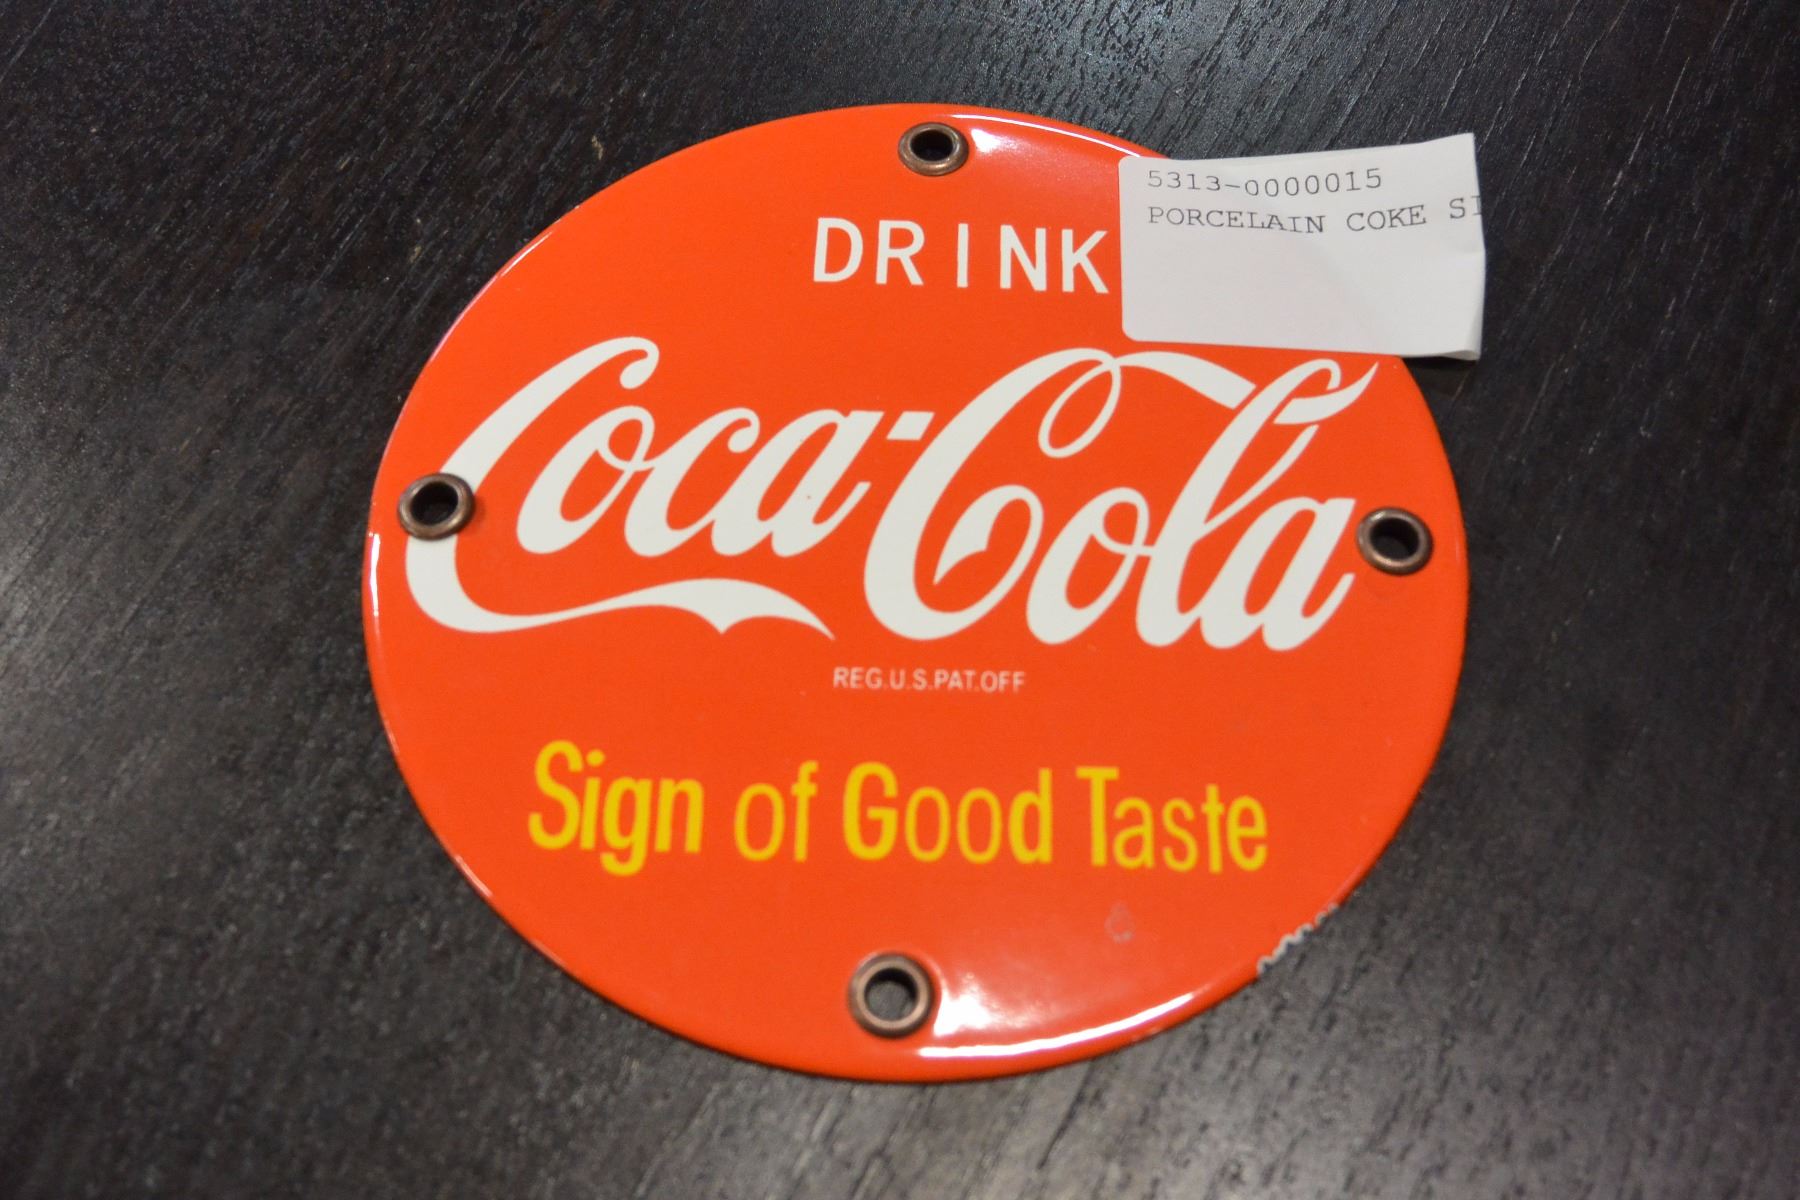 5313-0000015
PORCELAIN COKE SI
DRINK
Coca-Cola
REG.U.S.PAT.OFF
Sign of Good Taste